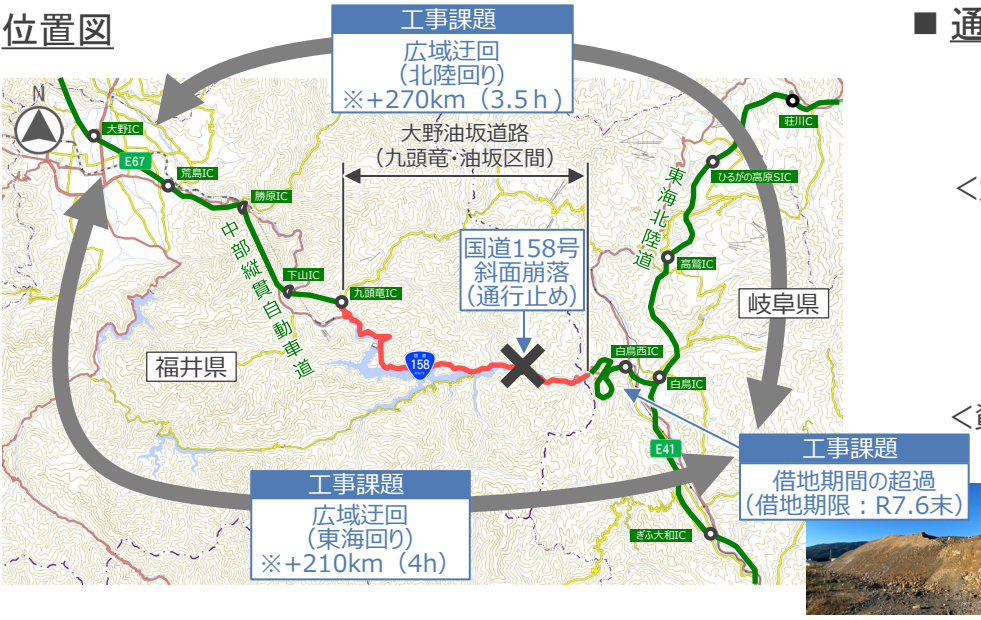 位置図
■ 通
工事課題
広域迂回
（北陸回り）
※+270km（3.5ｈ）
N
大野油坂道路
（九頭竜・油坂区間）
大野IC
E67
荒島IC
勝原IC
中部縦貫自動車道
下山IC
九頭竜IC
国道158号
斜面崩落
（通行止め）
東海北陸道
荘川IC
ひるがの高原SIC
高鷲IC
岐阜県
福井県
158
白鳥西IC
白鳥IC
E41
ぎふ大和IC
工事課題
広域迂回
（東海回り）
※+210km（4h）
工事課題
借地期間の超過
（借地期限：R7.6末）